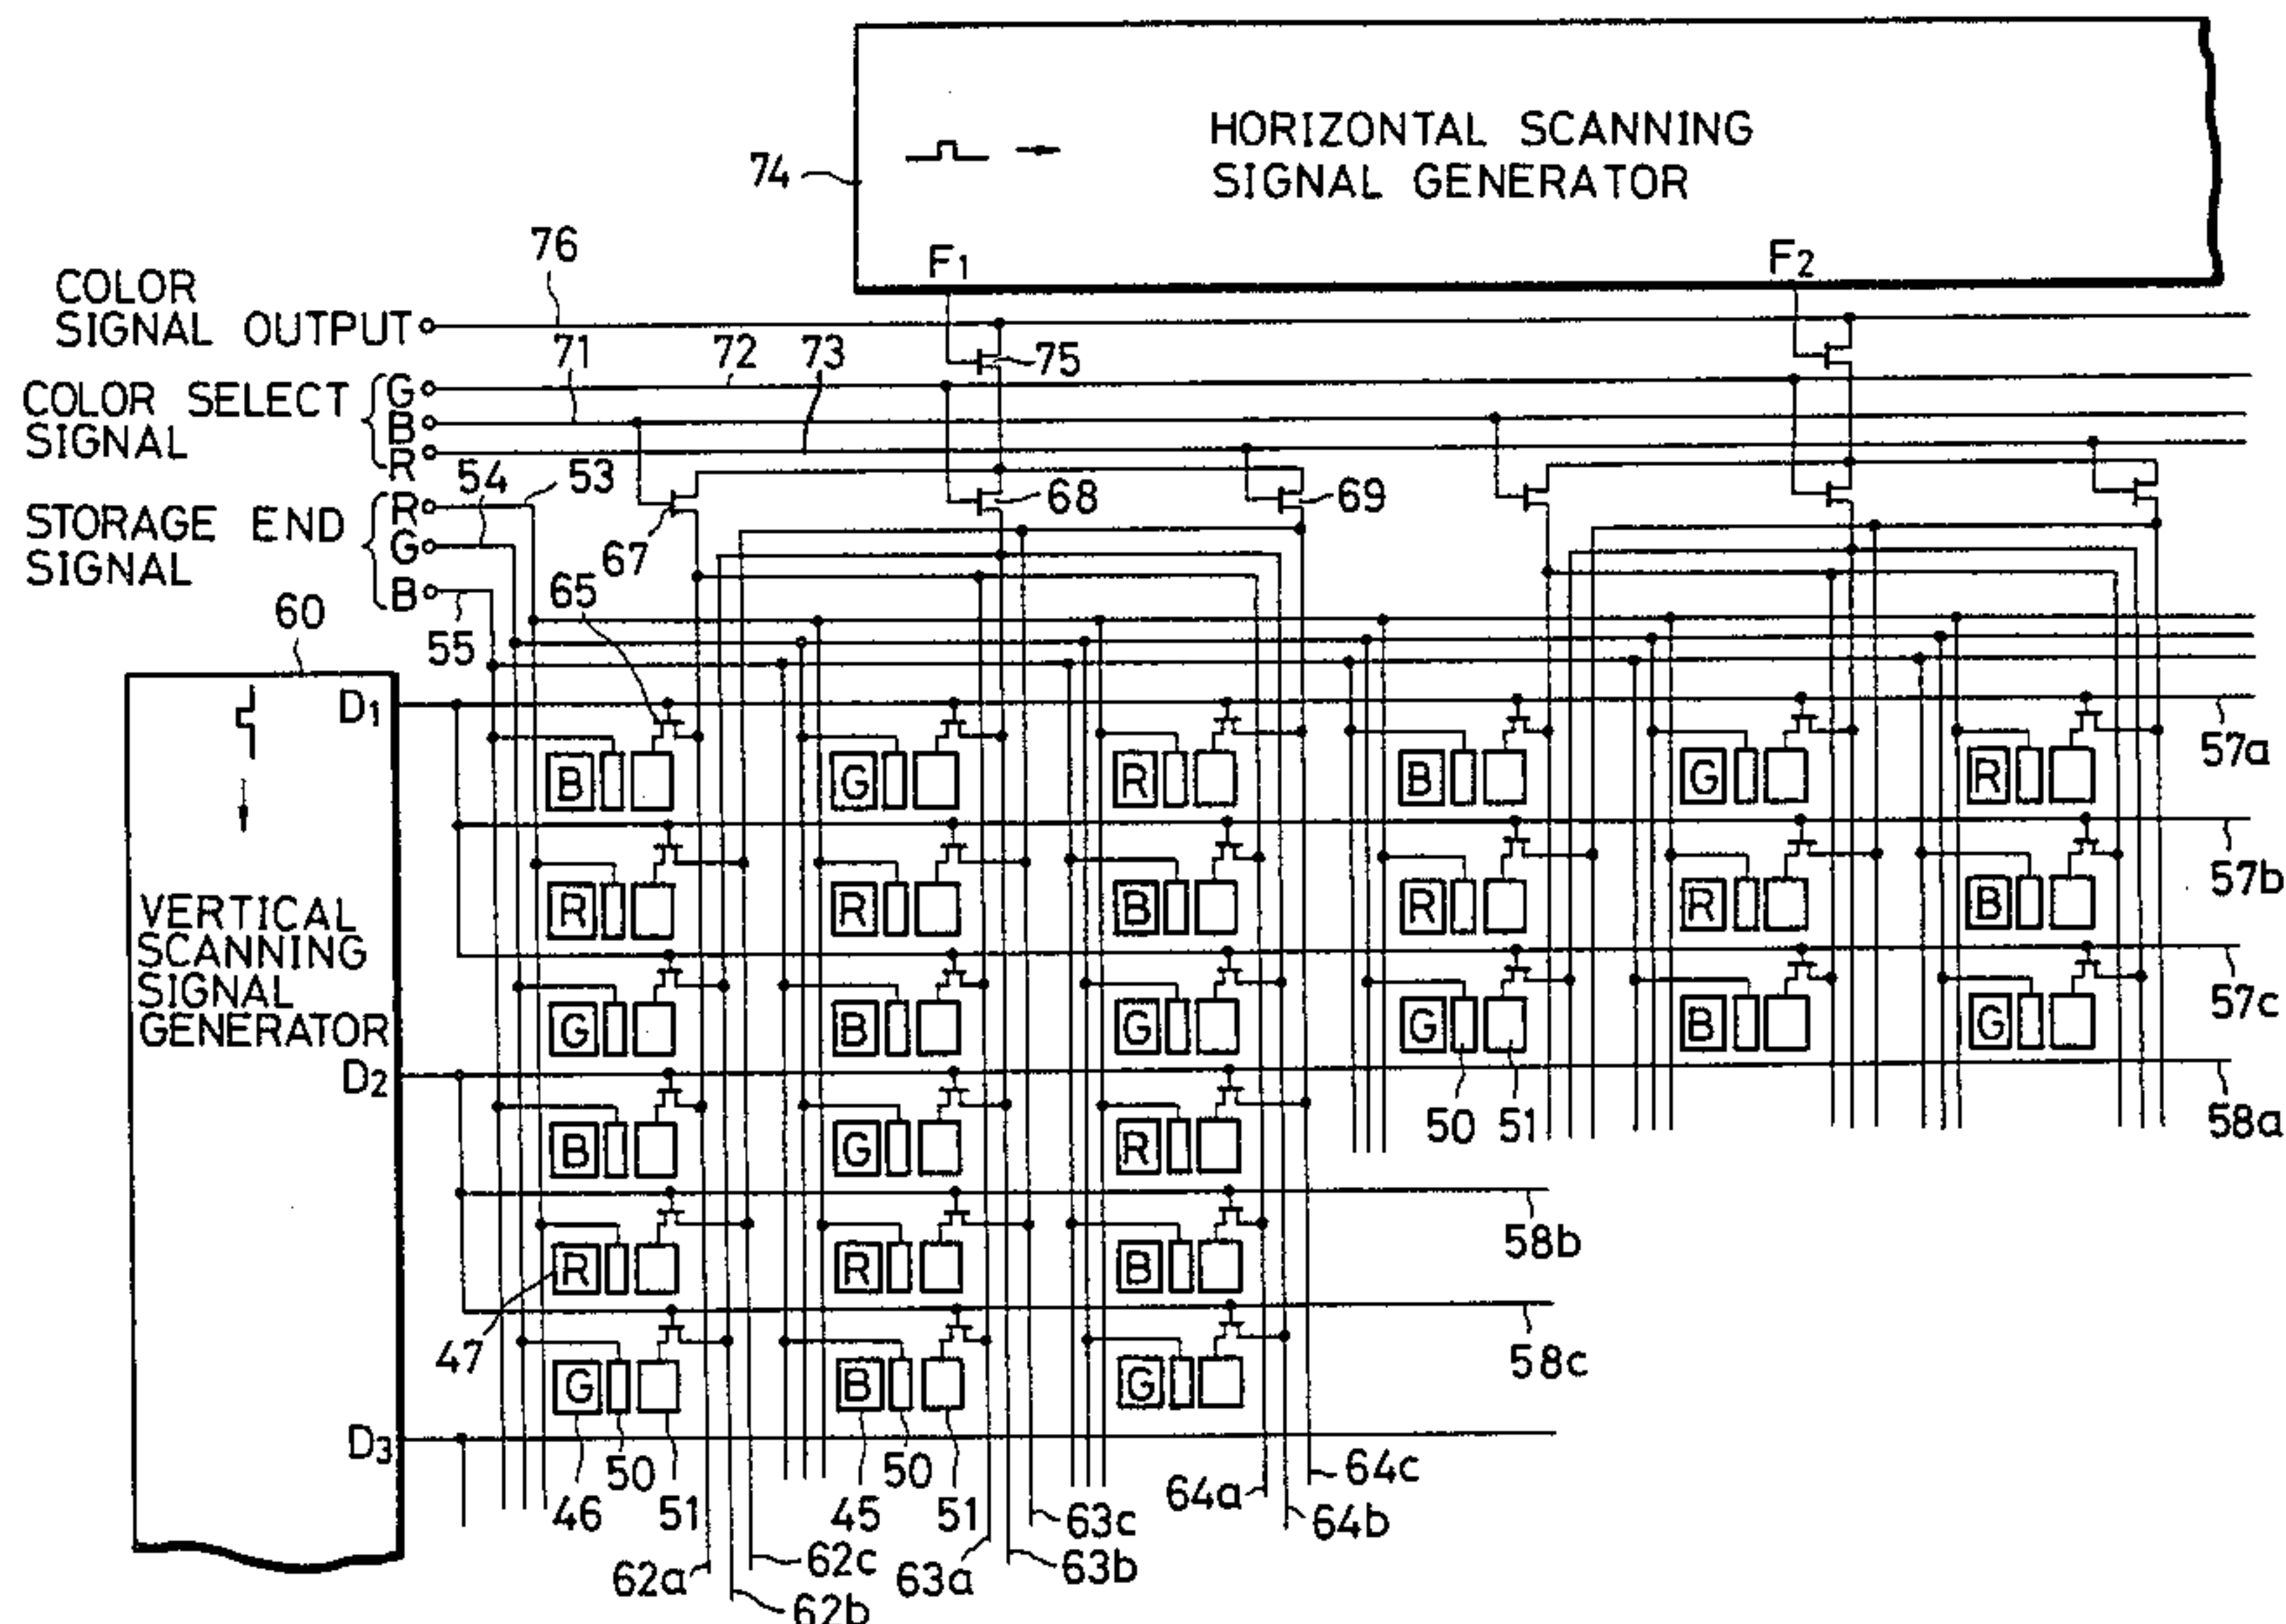 HORIZONTAL SCANNING
SIGNAL GENERATOR
74
F1
F2
76
COLOR
SIGNAL OUTPUT
71
72
73
75
COLOR SELECT
SIGNAL
G
B
R
54
53
STORAGE END
SIGNAL
R
G
B
67
68
69
65
60
55
D1
57a
B G R B G R
57b
R R B R R B
VERTICAL
SCANNING
SIGNAL
GENERATOR
57c
G B G G B G
D2
50 51
58a
B G R
58b
R R B
47
58c
G B G
D3
46
50
51
45
50
51
64a
64c
64b
62a
62c
62b
63a
63c
63b